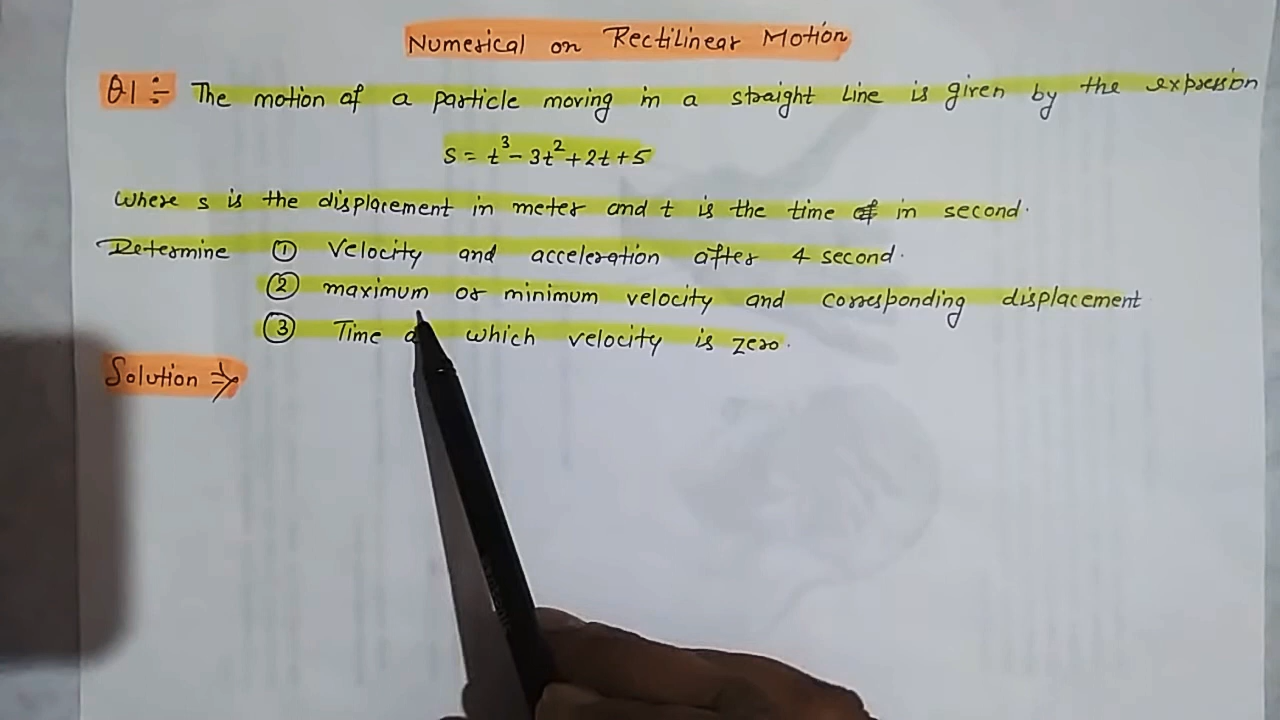 Numerical on Rectilinear Motion
Q1 ÷ The motion of a particle moving in a straight Line is given by the expression
S = t³ - 3t² + 2t + 5
Where s is the displacement in meter and t is the time in second.
Determine ① Velocity and acceleration after 4 second.
② maximum or minimum velocity and corresponding displacement
③ Time which velocity is zero.
Solution ⇒